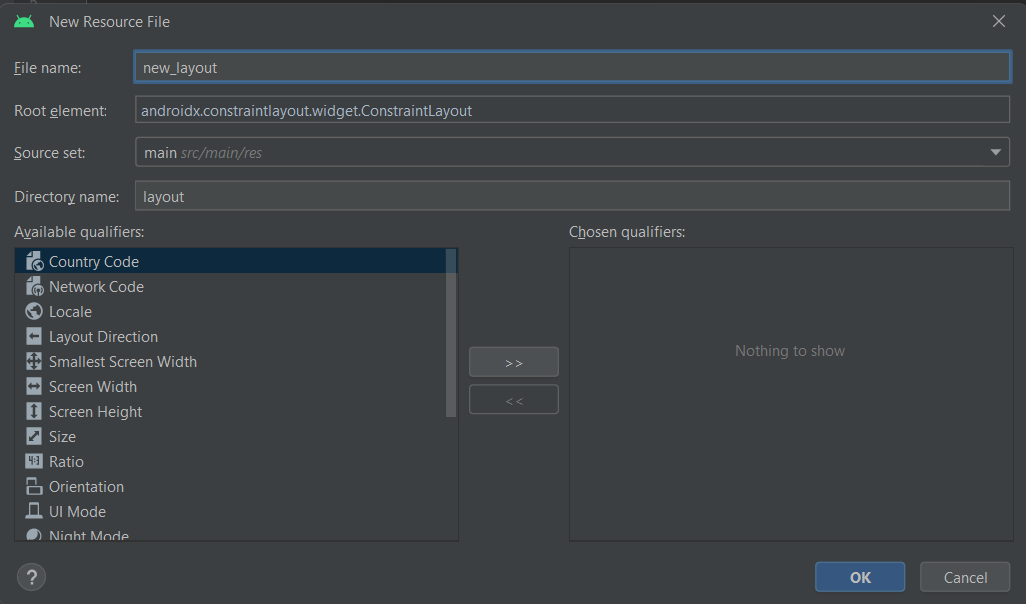 New Resource File
File name: new_layout
Root element: androidx.constraintlayout.widget.ConstraintLayout
Source set: main src/main/res
Directory name: layout
Available qualifiers:
Chosen qualifiers:
Country Code
Network Code
Locale
Layout Direction
Smallest Screen Width
Screen Width
Screen Height
Size
Ratio
Orientation
UI Mode
Night Mode
>>
<<
Nothing to show
?
OK
Cancel